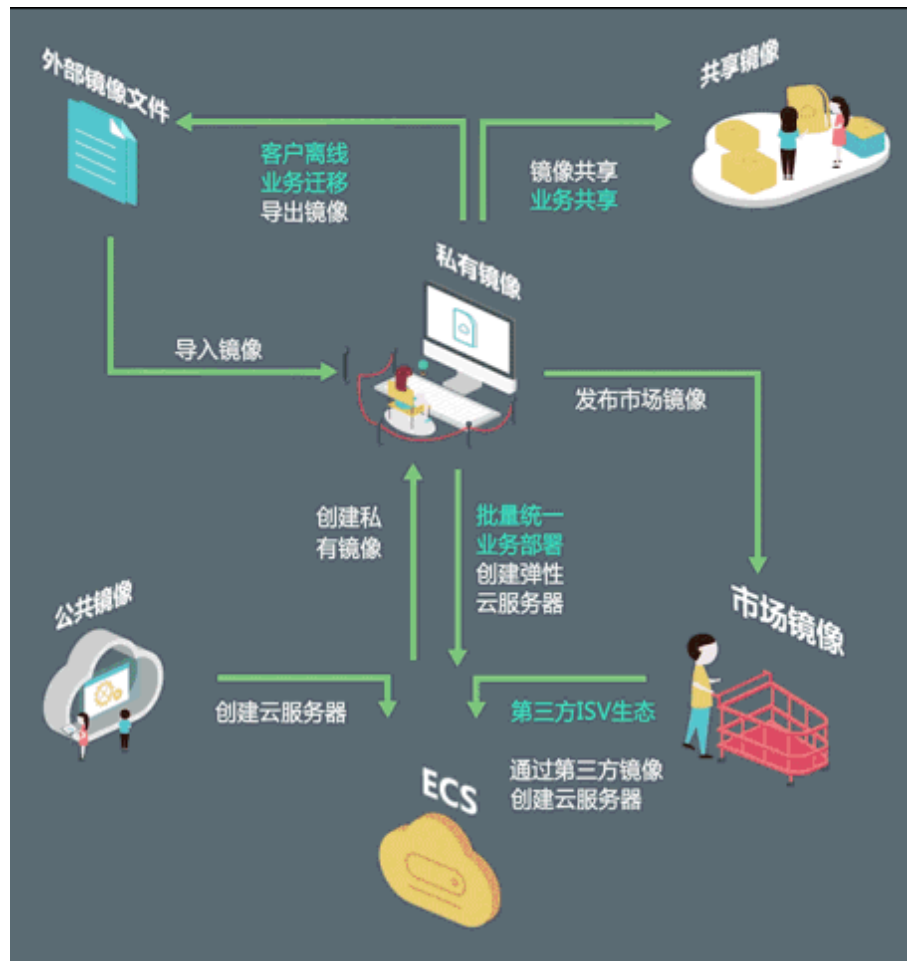 外部镜像文件
共享镜像
客户离线
业务迁移
导出镜像
镜像共享
业务共享
私有镜像
导入镜像
发布市场镜像
创建私
有镜像
批量统一
业务部署
创建弹性
云服务器
公共镜像
市场镜像
创建云服务器
第三方ISV生态
通过第三方镜像
创建云服务器
ECS